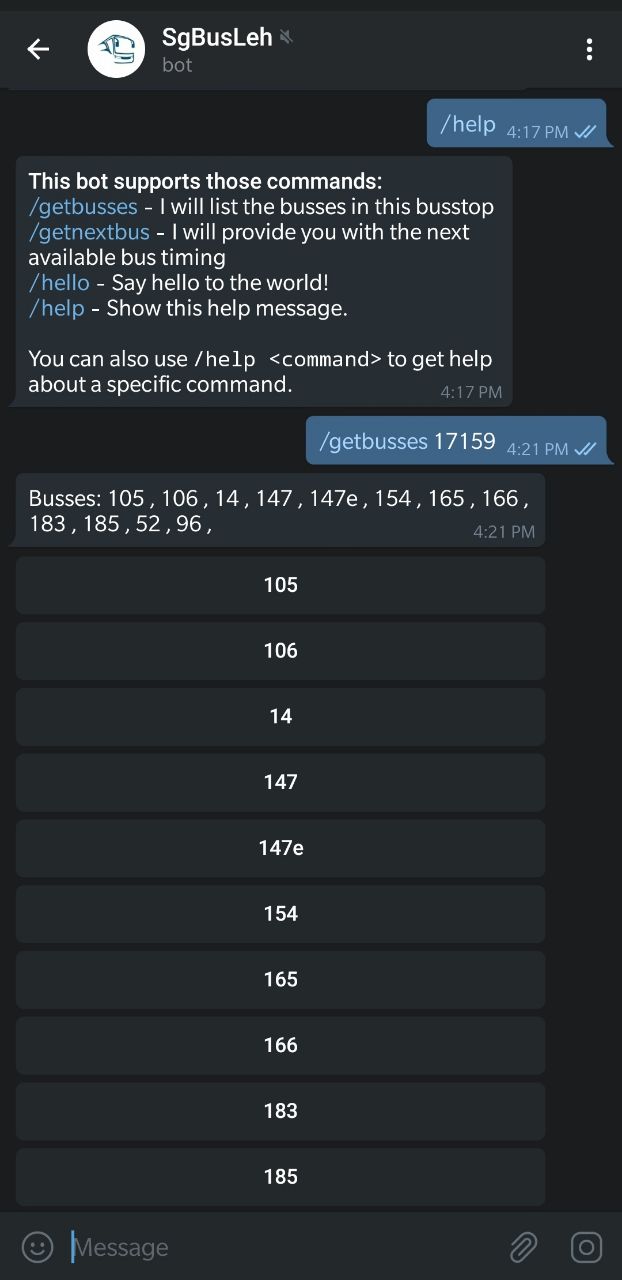 SgBusLeh
bot
/help 4:17 PM
This bot supports those commands:
/getbusses - I will list the busses in this busstop
/getnextbus - I will provide you with the next
available bus timing
/hello - Say hello to the world!
/help - Show this help message.
You can also use /help <command> to get help
about a specific command. 4:17 PM
/getbusses 17159 4:21 PM
Busses: 105 , 106 , 14 , 147 , 147e , 154 , 165 , 166 ,
183 , 185 , 52 , 96 , 4:21 PM
105
106
14
147
147e
154
165
166
183
185
Message